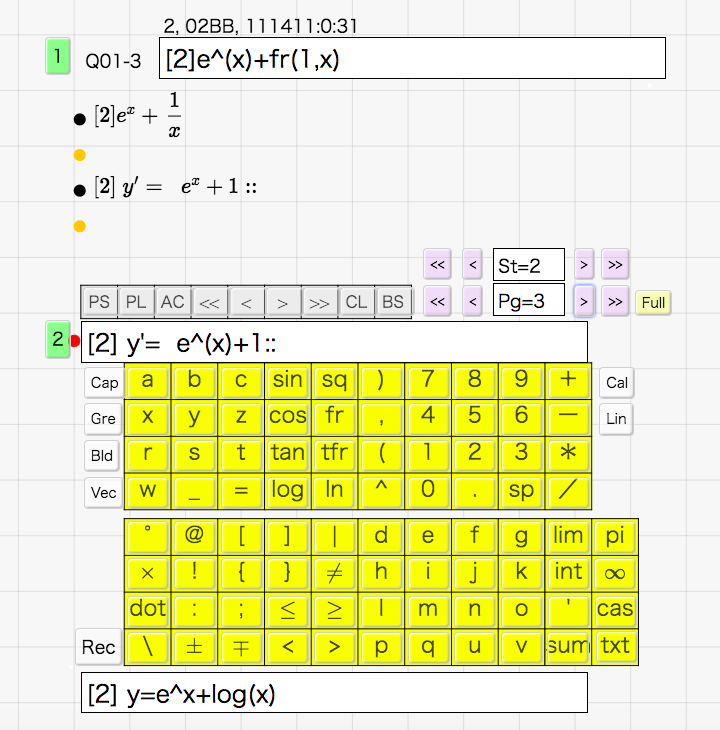 2, 02BB, 111411:0:31
1 Q01-3 [2]e^(x)+fr(1,x)
[2]eˣ + 1/x
[2] y′ = eˣ + 1 ::
<< < St=2 > >>
PS PL AC << < > >> CL BS << < Pg=3 > >> Full
2 [2] y'= e^(x)+1::
Cap a b c sin sq ) 7 8 9 + Cal
Gre x y z cos fr , 4 5 6 − Lin
Bld r s t tan tfr ( 1 2 3 *
Vec w _ = log ln ^ 0 . sp /
° @ [ ] | d e f g lim pi
× ! { } ≠ h i j k int ∞
dot : ; ≤ ≥ l m n o ' cas
Rec \ ± ∓ < > p q u v sum txt
[2] y=e^x+log(x)